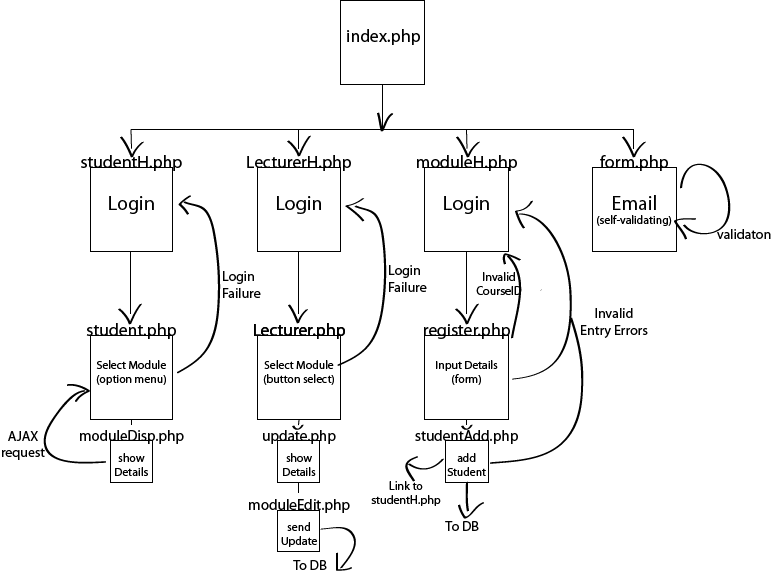 index.php
studentH.php
LecturerH.php
moduleH.php
form.php
Login
Login
Login
Email
(self-validating)
validaton
Login
Failure
Login
Failure
Invalid
CourseID
Invalid
Entry Errors
student.php
Lecturer.php
register.php
Select Module
(option menu)
Select Module
(button select)
Input Details
(form)
AJAX
request
moduleDisp.php
update.php
studentAdd.php
show
Details
show
Details
add
Student
Link to
studentH.php
moduleEdit.php
send
Update
To DB
To DB